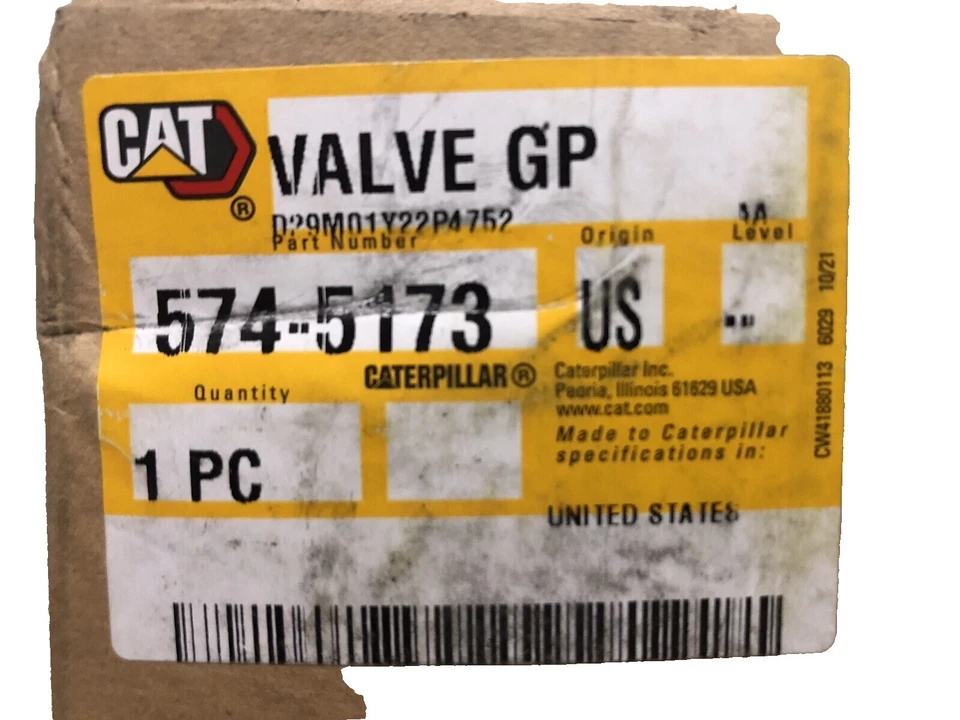 CAT
®
VALVE GP
D29M01Y22P4752
Part Number
Origin
Level
574-5173
US
CATERPILLAR®
Quantity
1 PC
Caterpillar Inc.
Peoria, Illinois 61629 USA
www.cat.com
Made to Caterpillar
specifications in:
UNITED STATES
CW41880113 6029 10/21